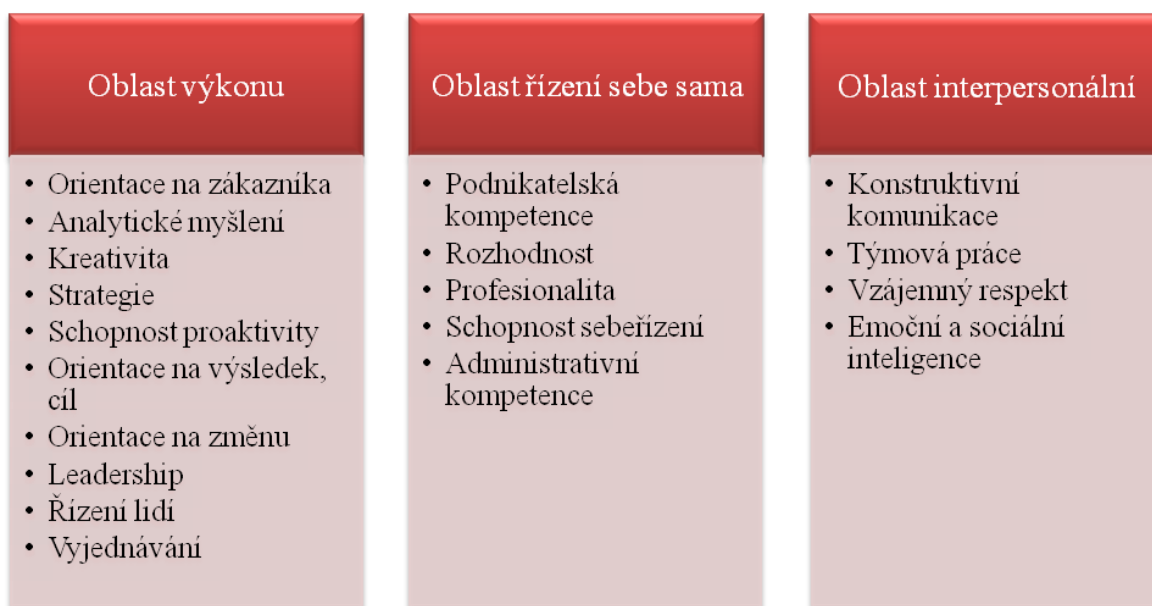 Oblast výkonu
• Orientace na zákazníka
• Analytické myšlení
• Kreativita
• Strategie
• Schopnost proaktivity
• Orientace na výsledek,
cíl
• Orientace na změnu
• Leadership
• Řízení lidí
• Vyjednávání
Oblast řízení sebe sama
• Podnikatelská
kompetence
• Rozhodnost
• Profesionalita
• Schopnost sebeřízení
• Administrativní
kompetence
Oblast interpersonální
• Konstruktivní
komunikace
• Týmová práce
• Vzájemný respekt
• Emoční a sociální
inteligence